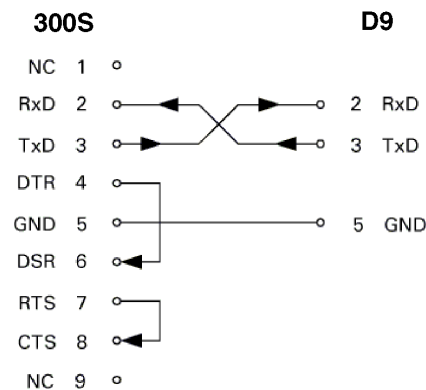 300S D9
NC 1
RxD 2 2 RxD
TxD 3 3 TxD
DTR 4
GND 5 5 GND
DSR 6
RTS 7
CTS 8
NC 9